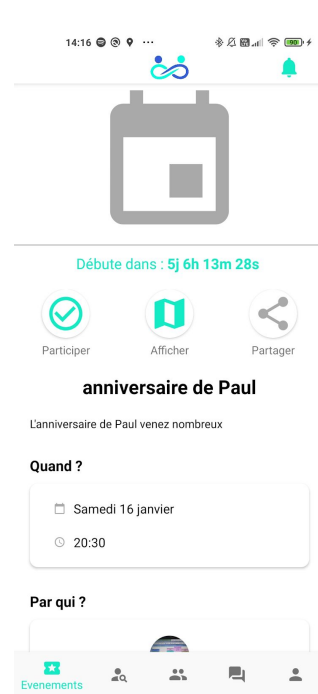 14:16
Débute dans : 5j 6h 13m 28s
Participer
Afficher
Partager
anniversaire de Paul
L'anniversaire de Paul venez nombreux
Quand ?
Samedi 16 janvier
20:30
Par qui ?
Evenements